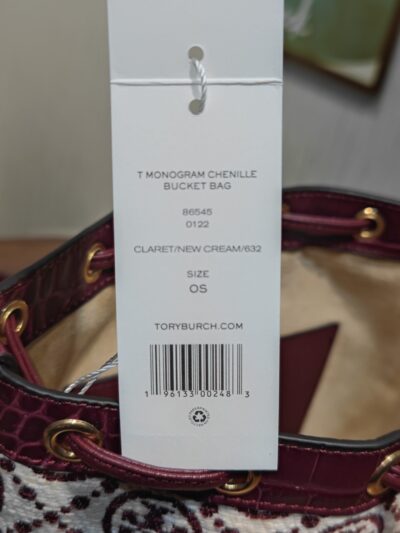 T MONOGRAM CHENILLE
BUCKET BAG
86545
0122
CLARET/NEW CREAM/632
SIZE
OS
TORYBURCH.COM
1 96133 00248 3